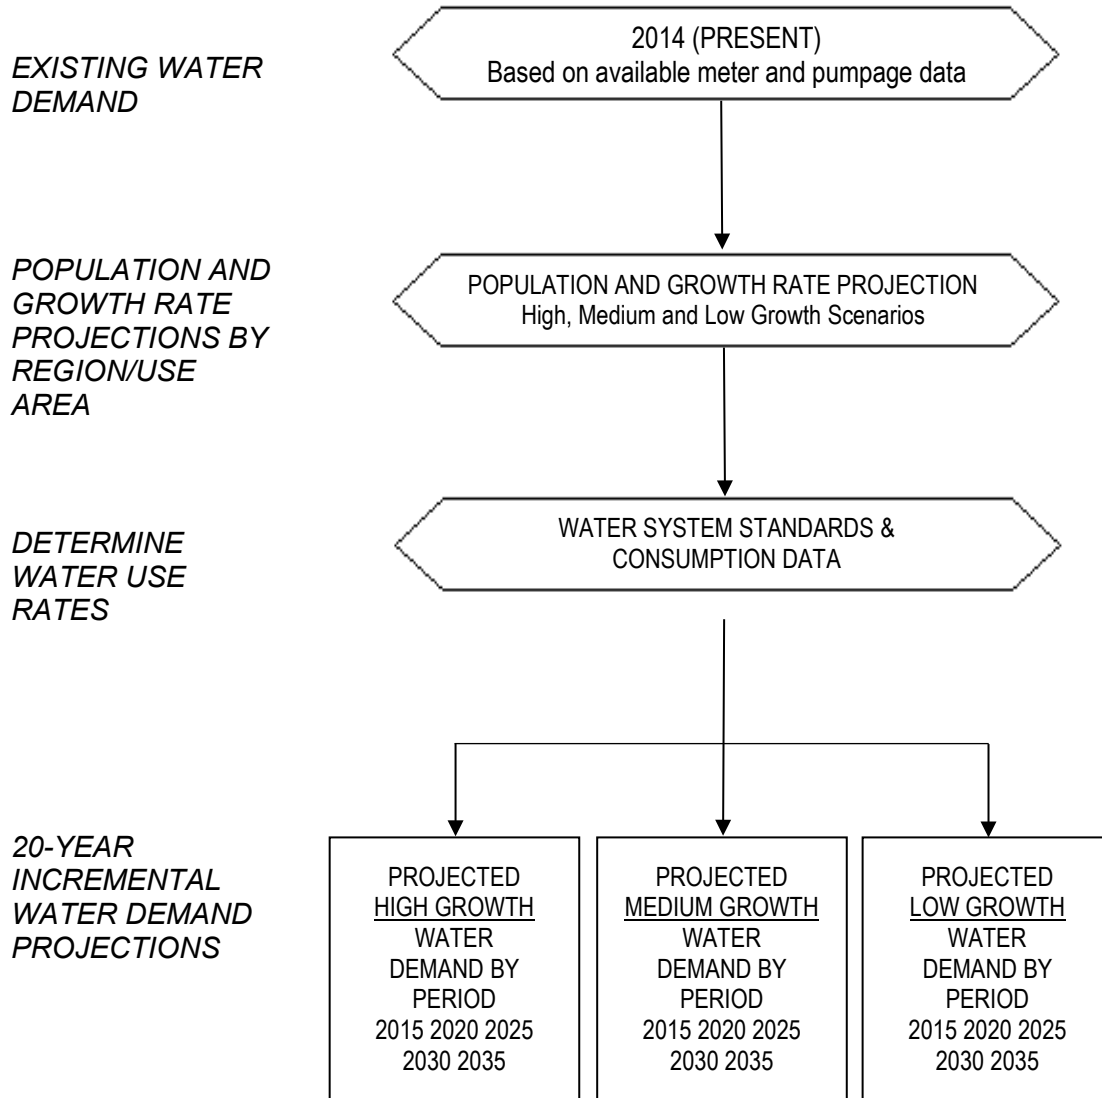 EXISTING WATER
DEMAND
2014 (PRESENT)
Based on available meter and pumpage data
POPULATION AND
GROWTH RATE
PROJECTIONS BY
REGION/USE
AREA
POPULATION AND GROWTH RATE PROJECTION
High, Medium and Low Growth Scenarios
DETERMINE
WATER USE
RATES
WATER SYSTEM STANDARDS &
CONSUMPTION DATA
20-YEAR
INCREMENTAL
WATER DEMAND
PROJECTIONS
PROJECTED
HIGH GROWTH
WATER
DEMAND BY
PERIOD
2015 2020 2025
2030 2035
PROJECTED
MEDIUM GROWTH
WATER
DEMAND BY
PERIOD
2015 2020 2025
2030 2035
PROJECTED
LOW GROWTH
WATER
DEMAND BY
PERIOD
2015 2020 2025
2030 2035